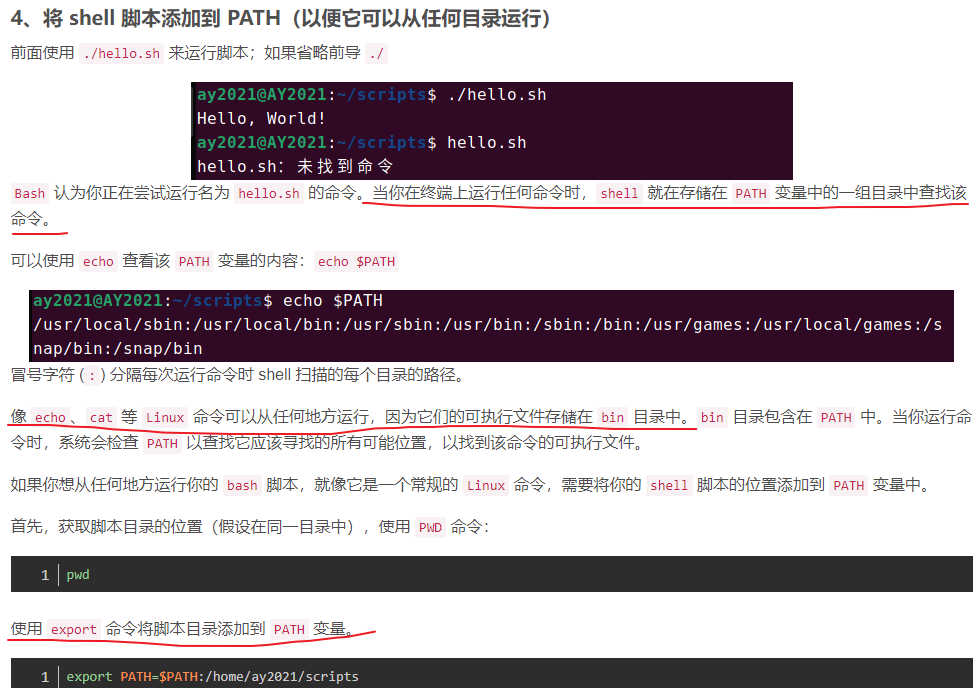 4、将 shell 脚本添加到 PATH（以便它可以从任何目录运行）
前面使用 ./hello.sh 来运行脚本；如果省略前导 ./
ay2021@AY2021:~/scripts$ ./hello.sh
Hello, World!
ay2021@AY2021:~/scripts$ hello.sh
hello.sh：未找到命令
Bash 认为你正在尝试运行名为 hello.sh 的命令。当你在终端上运行任何命令时，shell 就在存储在 PATH 变量中的一组目录中查找该
命令。
可以使用 echo 查看该 PATH 变量的内容：echo $PATH
ay2021@AY2021:~/scripts$ echo $PATH
/usr/local/sbin:/usr/local/bin:/usr/sbin:/usr/bin:/sbin:/bin:/usr/games:/usr/local/games:/s
nap/bin:/snap/bin
冒号字符 (:) 分隔每次运行命令时 shell 扫描的每个目录的路径。
像 echo、cat 等 Linux 命令可以从任何地方运行，因为它们的可执行文件存储在 bin 目录中。bin 目录包含在 PATH 中。当你运行命
令时，系统会检查 PATH 以查找它应该寻找的所有可能位置，以找到该命令的可执行文件。
如果你想从任何地方运行你的 bash 脚本，就像它是一个常规的 Linux 命令，需要将你的 shell 脚本的位置添加到 PATH 变量中。
首先，获取脚本目录的位置（假设在同一目录中），使用 PWD 命令：
1 pwd
使用 export 命令将脚本目录添加到 PATH 变量。
1 export PATH=$PATH:/home/ay2021/scripts